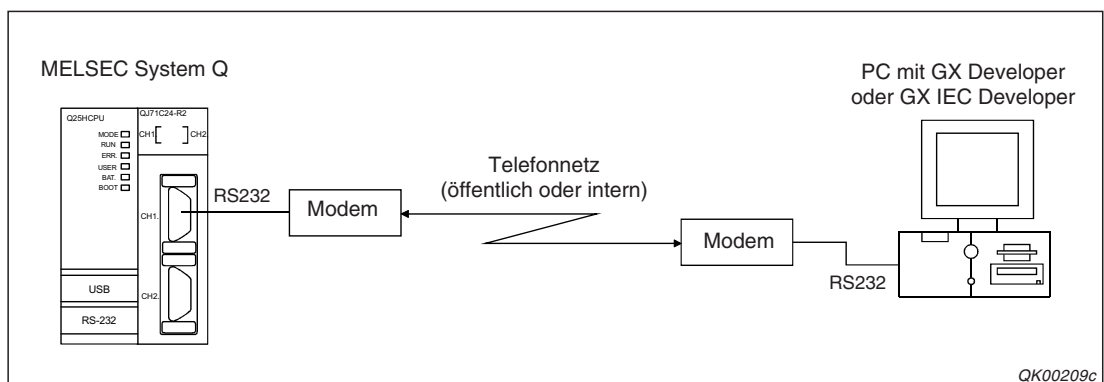 MELSEC System Q
Q25HCPU
MODE
RUN
ERR.
USER
BAT.
BOOT
USB
RS-232
QJ71C24-R2
CH1. CH2.
CH1.
CH2.
RS232
Modem
Telefonnetz
(öffentlich oder intern)
Modem
RS232
PC mit GX Developer
oder GX IEC Developer
QK00209c